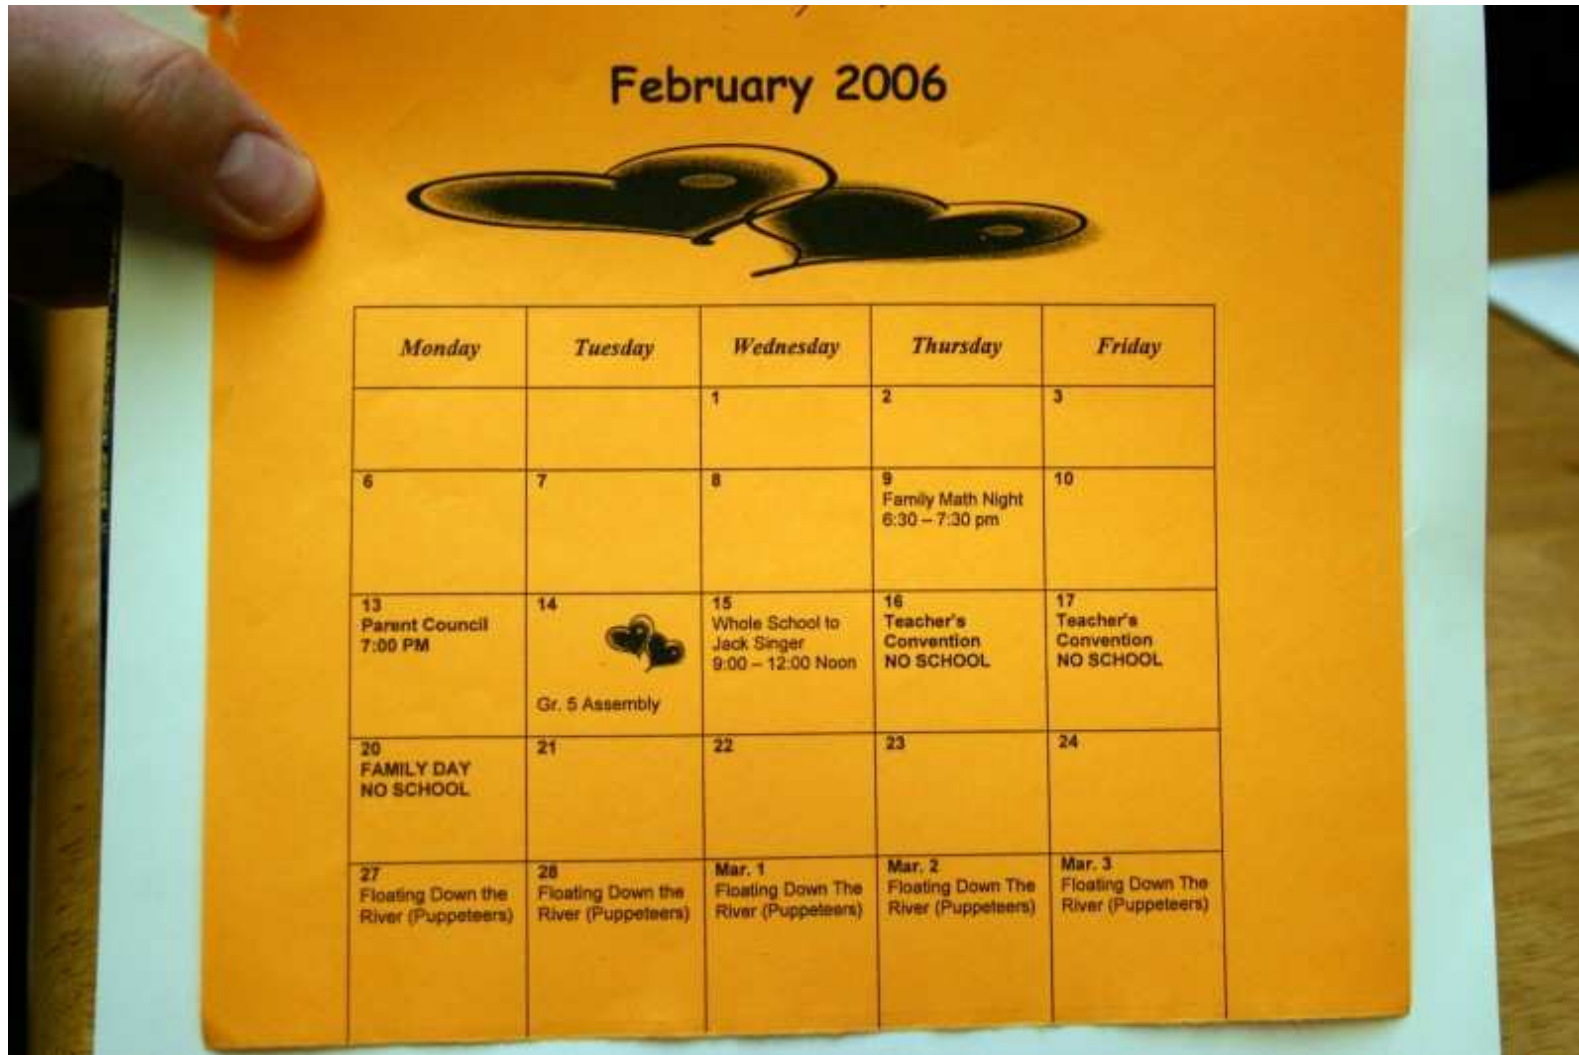 February 2006
Monday Tuesday Wednesday Thursday Friday
1 2 3
6 7 8 9 10
Family Math Night
6:30 – 7:30 pm
13
Parent Council
7:00 PM
14
Gr. 5 Assembly
15
Whole School to
Jack Singer
9:00 – 12:00 Noon
16
Teacher's
Convention
NO SCHOOL
17
Teacher's
Convention
NO SCHOOL
20
FAMILY DAY
NO SCHOOL
21
22
23
24
27
Floating Down the
River (Puppeteers)
28
Floating Down the
River (Puppeteers)
Mar. 1
Floating Down The
River (Puppeteers)
Mar. 2
Floating Down The
River (Puppeteers)
Mar. 3
Floating Down The
River (Puppeteers)